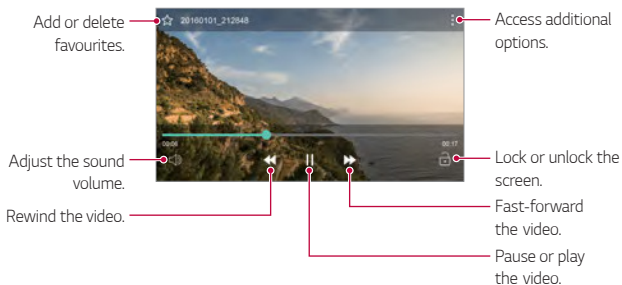 Add or delete
favourites.
20160101_212848
Access additional
options.
00:06
00:17
Adjust the sound
volume.
Lock or unlock the
screen.
Rewind the video.
Fast-forward
the video.
Pause or play
the video.